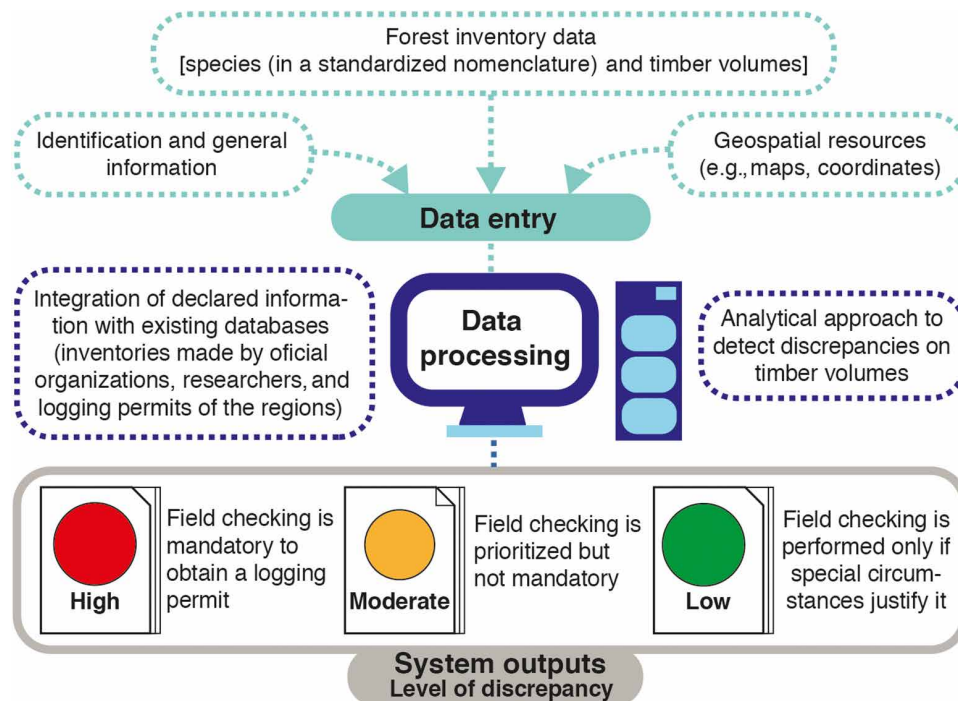 Forest inventory data
[species (in a standardized nomenclature) and timber volumes]
Identification and general
information
Geospatial resources
(e.g., maps, coordinates)
Data entry
Integration of declared informa-
tion with existing databases
(inventories made by oficial
organizations, researchers, and
logging permits of the regions)
Data
processing
Analytical approach to
detect discrepancies on
timber volumes
High
Field checking is
mandatory to
obtain a logging
permit
Moderate
Field checking is
prioritized but
not mandatory
Low
Field checking is
performed only if
special circum-
stances justify it
System outputs
Level of discrepancy